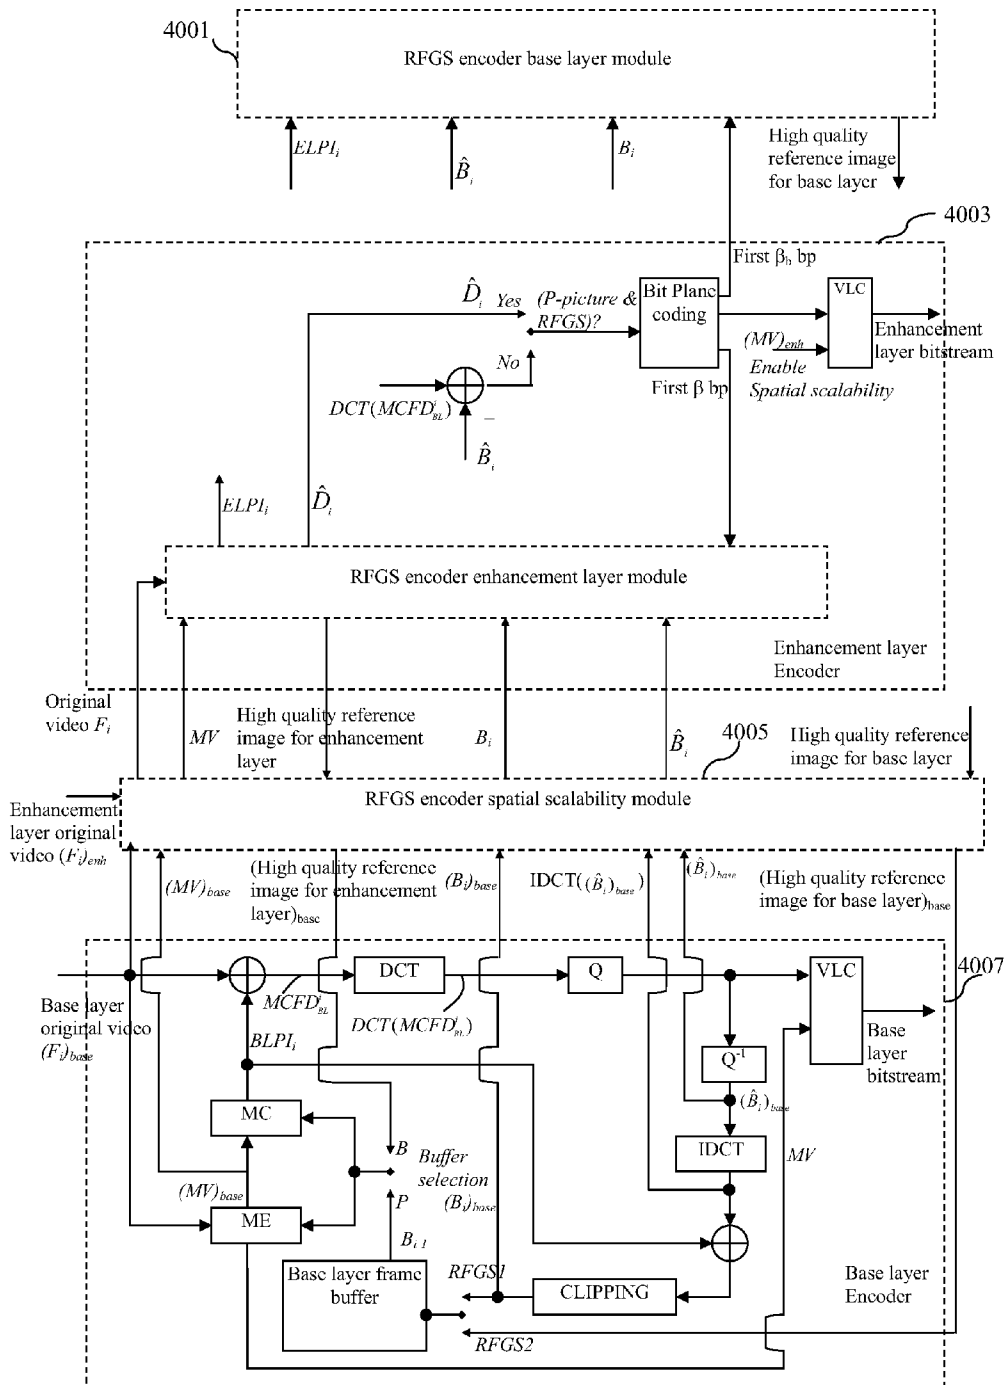 4001
RFGS encoder base layer module
ELPI_i
B̂_i
B_i
High quality
reference image
for base layer
4003
First β_b bp
D̂_i
Yes
(P-picture &
RFGS)?
Bit Plane
coding
VLC
Enhancement
layer bitstream
(MV)_enh
Enable
Spatial scalability
No
First β bp
DCT(MCFD^i_BL)
−
B̂_i
ELPI_i
D̂_i
RFGS encoder enhancement layer module
Enhancement layer
Encoder
Original
video F_i
MV
High quality reference
image for enhancement
layer
B_i
B̂_i
4005
High quality reference
image for base layer
RFGS encoder spatial scalability module
Enhancement
layer original
video (F_i)_enh
(MV)_base
(High quality reference
image for enhancement
layer)_base
(B_i)_base
IDCT((B̂_i)_base)
(B̂_i)_base
(High quality reference
image for base layer)_base
4007
DCT
Q
VLC
Base layer
original video
(F_i)_base
MCFD^i_BL
DCT(MCFD^i_BL)
Base
layer
bitstream
BLPI_i
Q^-1
(B̂_i)_base
MC
IDCT
MV
B
Buffer
selection
(B_i)_base
(MV)_base
P
ME
B_i-1
Base layer frame
buffer
RFGS1
CLIPPING
Base layer
Encoder
RFGS2